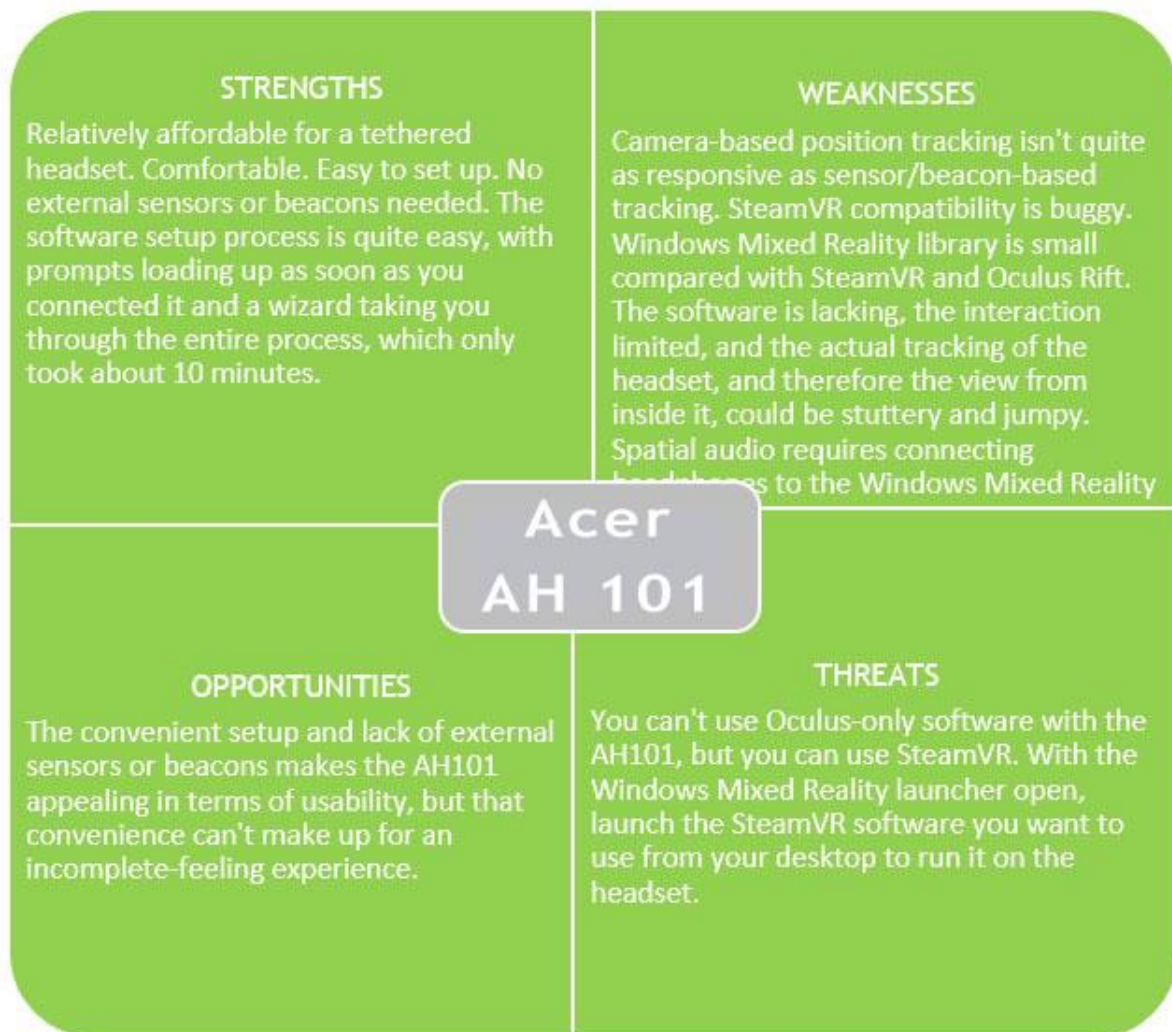 STRENGTHS
Relatively affordable for a tethered
headset. Comfortable. Easy to set up. No
external sensors or beacons needed. The
software setup process is quite easy, with
prompts loading up as soon as you
connected it and a wizard taking you
through the entire process, which only
took about 10 minutes.
WEAKNESSES
Camera-based position tracking isn't quite
as responsive as sensor/beacon-based
tracking. SteamVR compatibility is buggy.
Windows Mixed Reality library is small
compared with SteamVR and Oculus Rift.
The software is lacking, the interaction
limited, and the actual tracking of the
headset, and therefore the view from
inside it, could be stuttery and jumpy.
Spatial audio requires connecting
to the Windows Mixed Reality
Acer
AH 101
OPPORTUNITIES
The convenient setup and lack of external
sensors or beacons makes the AH101
appealing in terms of usability, but that
convenience can't make up for an
incomplete-feeling experience.
THREATS
You can't use Oculus-only software with the
AH101, but you can use SteamVR. With the
Windows Mixed Reality launcher open,
launch the SteamVR software you want to
use from your desktop to run it on the
headset.